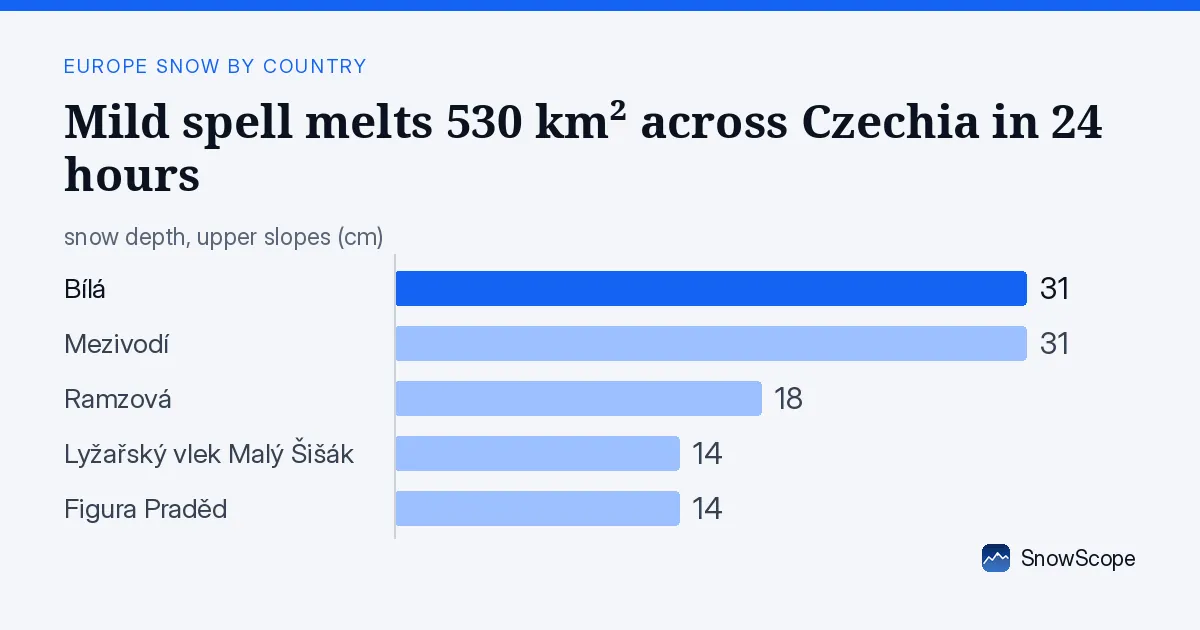 EUROPE SNOW BY COUNTRY
Mild spell melts 530 km² across Czechia in 24
hours
snow depth, upper slopes (cm)
Bílá 31
Mezivodí 31
Ramzová 18
Lyžařský vlek Malý Šišák 14
Figura Praděd 14
SnowScope